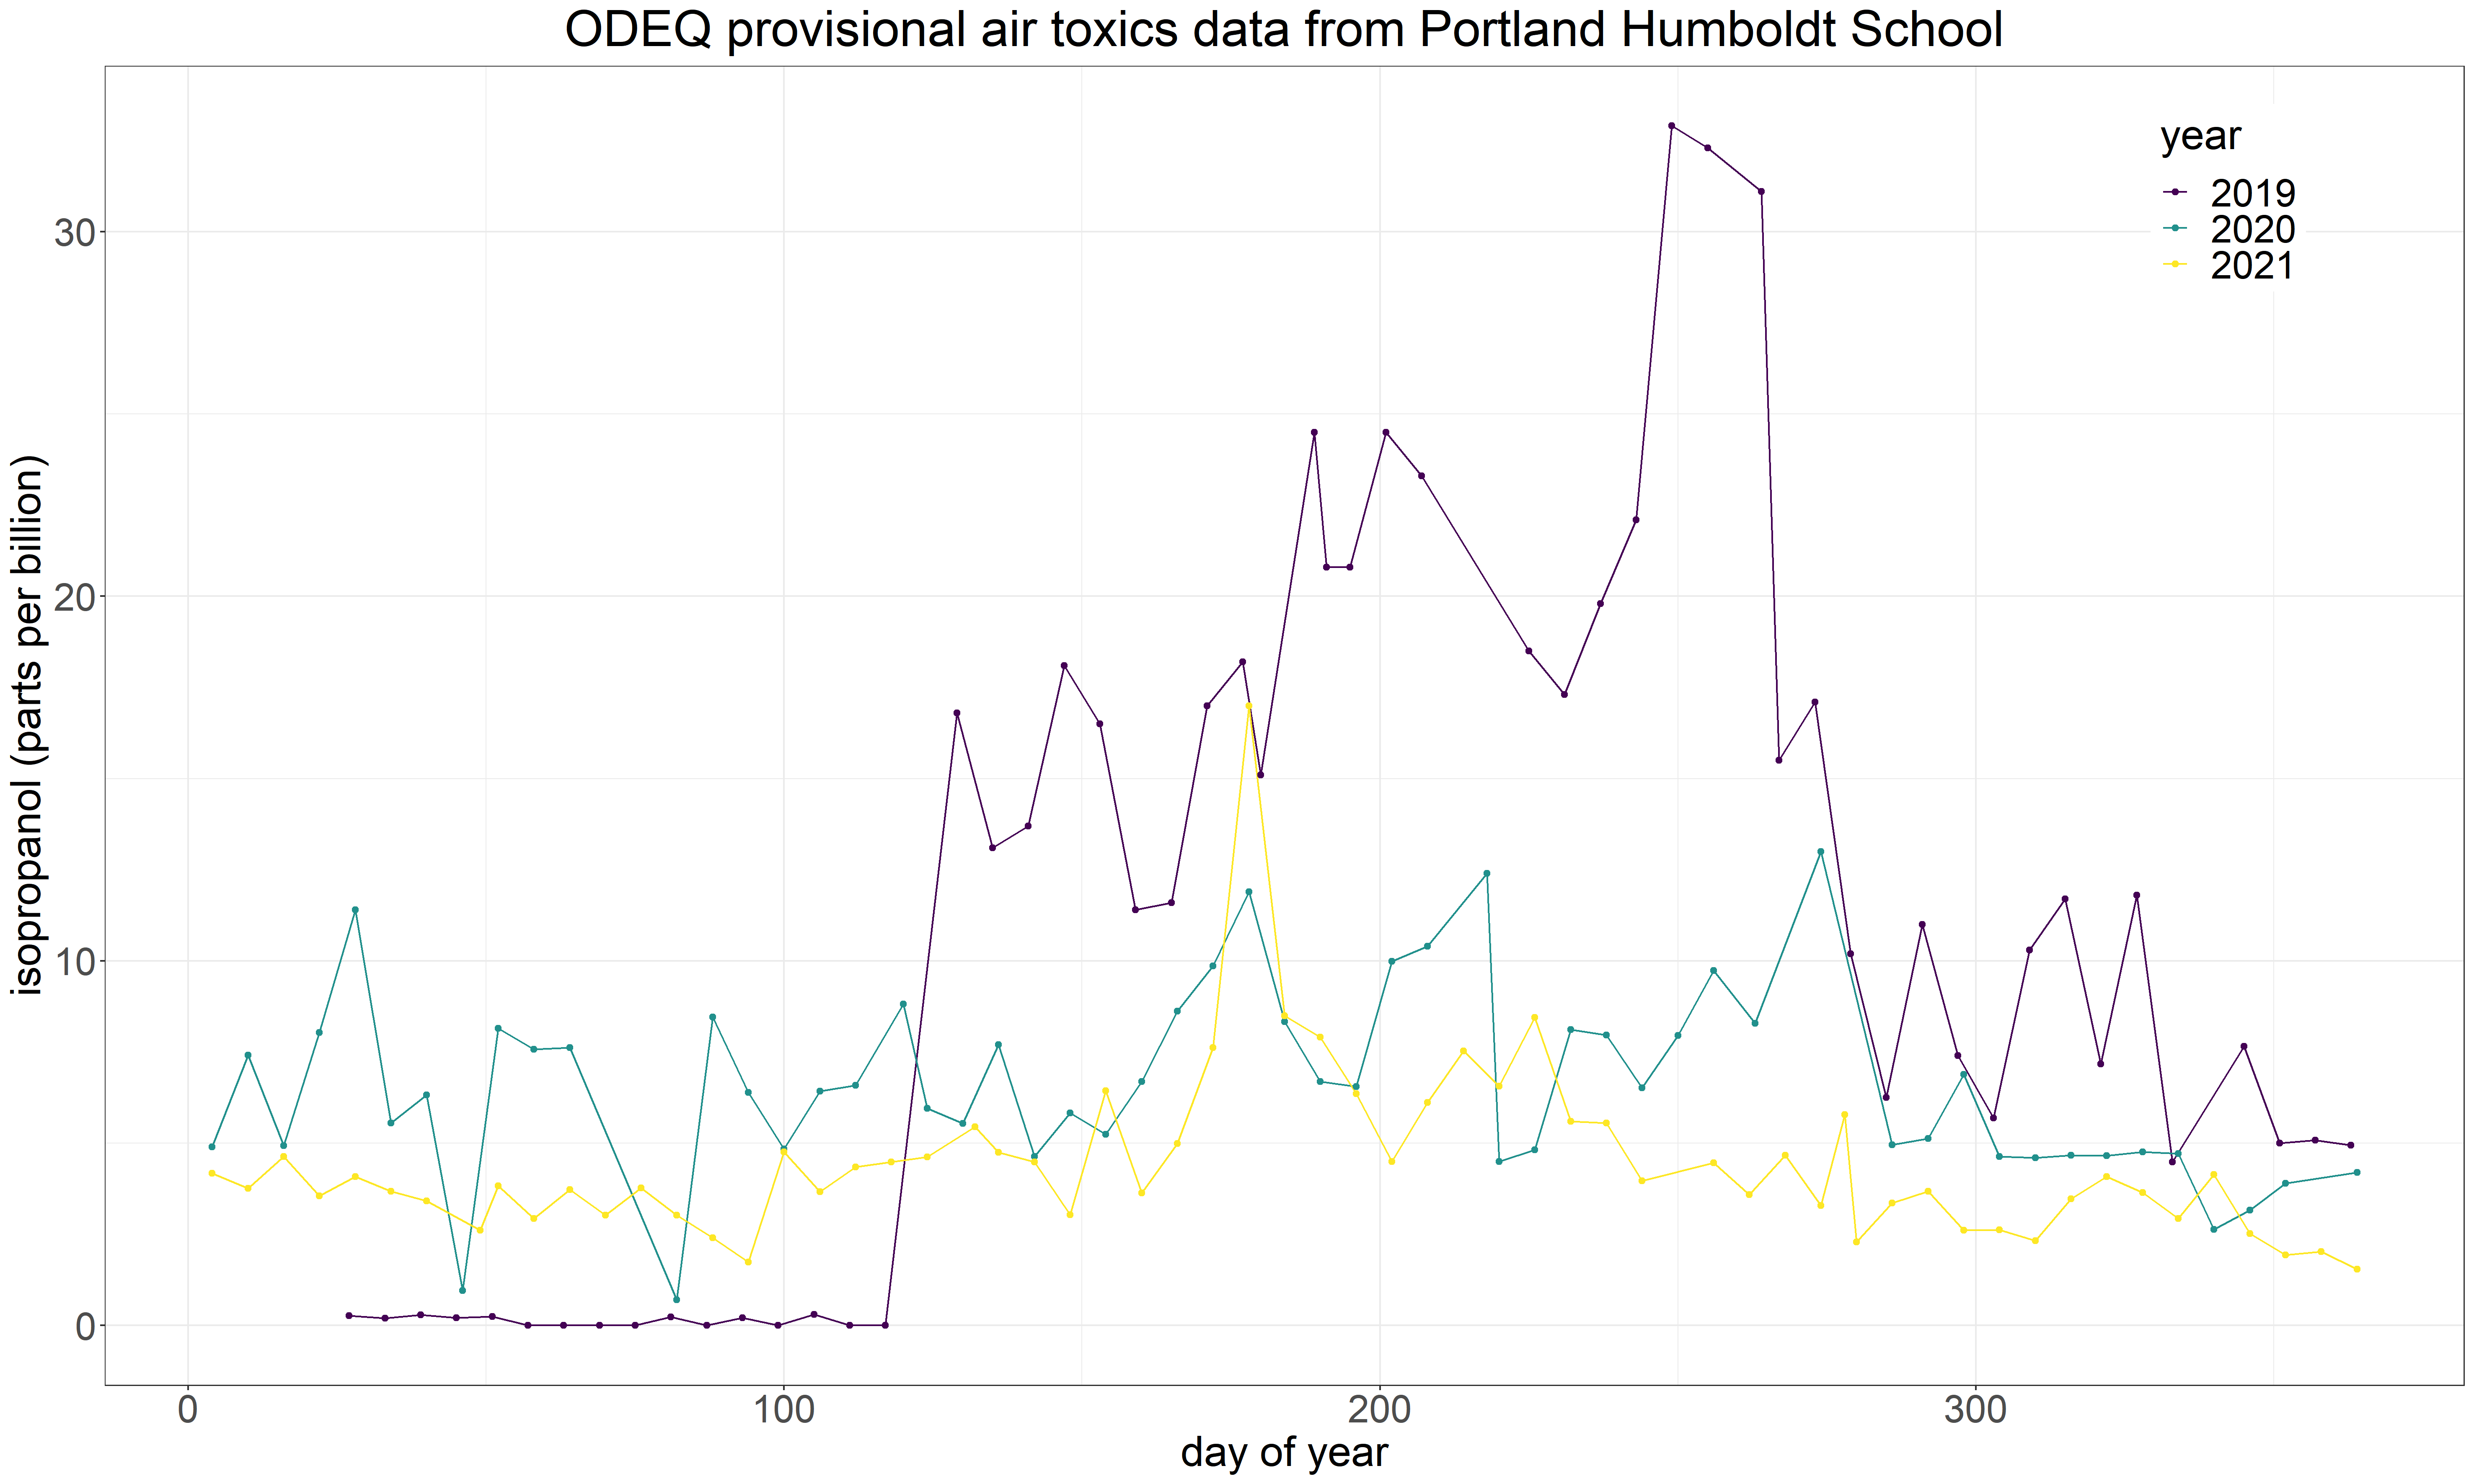 ODEQ provisional air toxics data from Portland Humboldt School
isopropanol (parts per billion)
30
20
10
0
year
2019
2020
2021
0 100 200 300
day of year